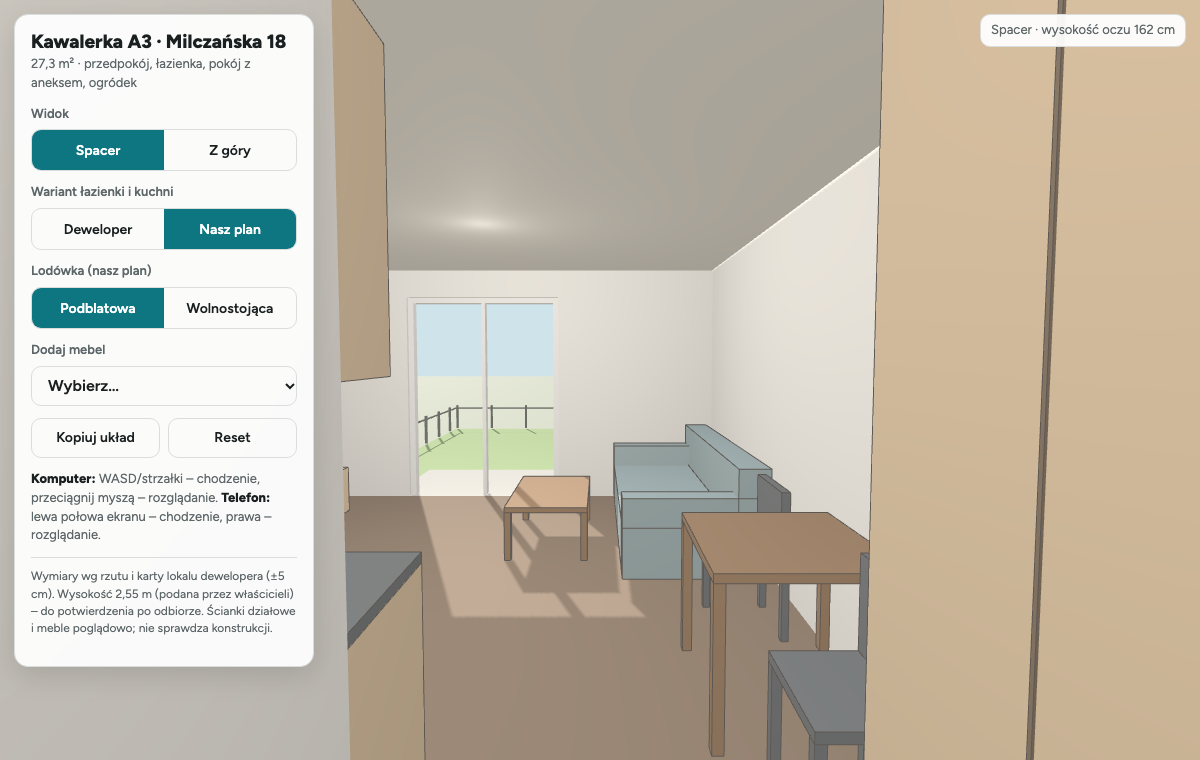 Kawalerka A3 · Milczańska 18
27,3 m² · przedpokój, łazienka, pokój z
aneksem, ogródek
Widok
Spacer
Z góry
Wariant łazienki i kuchni
Deweloper
Nasz plan
Lodówka (nasz plan)
Podblatowa
Wolnostojąca
Dodaj mebel
Wybierz...
Kopiuj układ
Reset
Komputer: WASD/strzałki – chodzenie,
przeciągnij myszą – rozglądanie. Telefon:
lewa połowa ekranu – chodzenie, prawa –
rozglądanie.
Wymiary wg rzutu i karty lokalu dewelopera (±5
cm). Wysokość 2,55 m (podana przez właścicieli)
– do potwierdzenia po odbiorze. Ścianki działowe
i meble poglądowo; nie sprawdza konstrukcji.
Spacer · wysokość oczu 162 cm